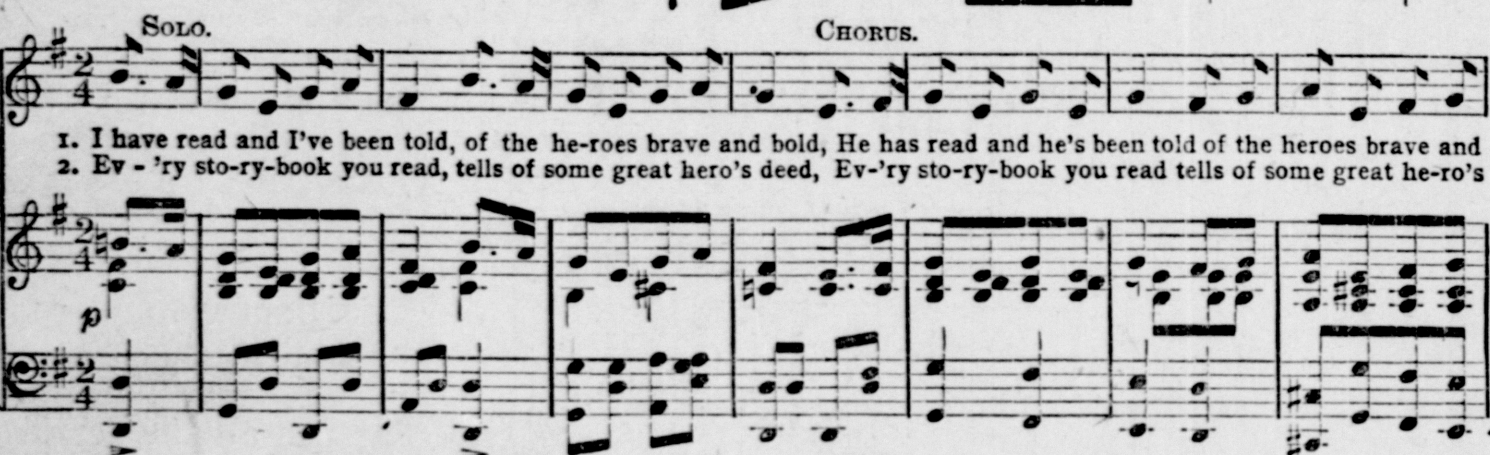 SOLO.
CHORUS.
1. I have read and I've been told, of the he-roes brave and bold, He has read and he's been told of the heroes brave and
2. Ev - 'ry sto-ry-book you read, tells of some great hero's deed, Ev-'ry sto-ry-book you read tells of some great he-ro's
p